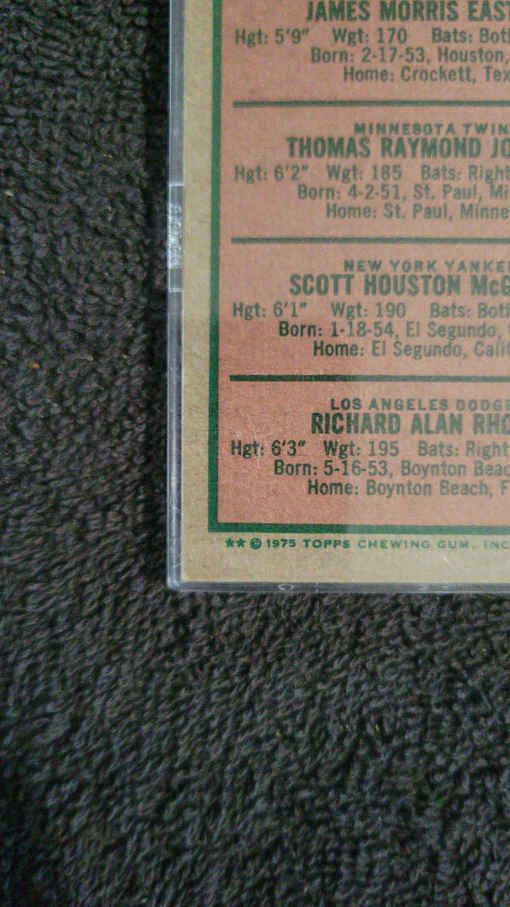 JAMES MORRIS EAST
Hgt: 5'9" Wgt: 170 Bats: Bot
Born: 2-17-53, Houston,
Home: Crockett, Tex
MINNESOTA TWIN
THOMAS RAYMOND JO
Hgt: 6'2" Wgt: 185 Bats: Right
Born: 4-2-51, St. Paul, Mi
Home: St. Paul, Minne
NEW YORK YANKE
SCOTT HOUSTON McG
Hgt: 6'1" Wgt: 190 Bats: Bot
Born: 1-18-54, El Segundo,
Home: El Segundo, Cali
LOS ANGELES DODGE
RICHARD ALAN RHO
Hgt: 6'3" Wgt: 195 Bats: Right
Born: 5-16-53, Boynton Beac
Home: Boynton Beach, F
** © 1975 TOPPS CHEWING GUM, INC